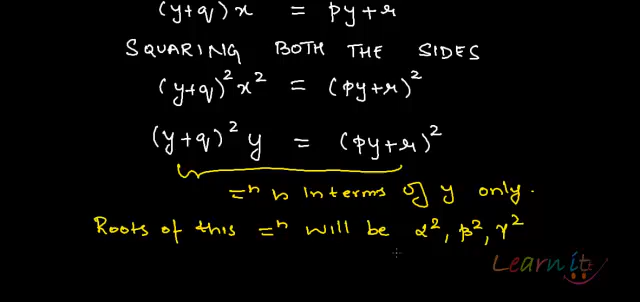 (y+q) x = py+r
SQUARING BOTH THE SIDES
(y+q)² x² = (py+r)²
(y+q)² y = (py+r)²
=ⁿ is in terms of y only.
Roots of this =ⁿ will be α², β², γ²
Learnit